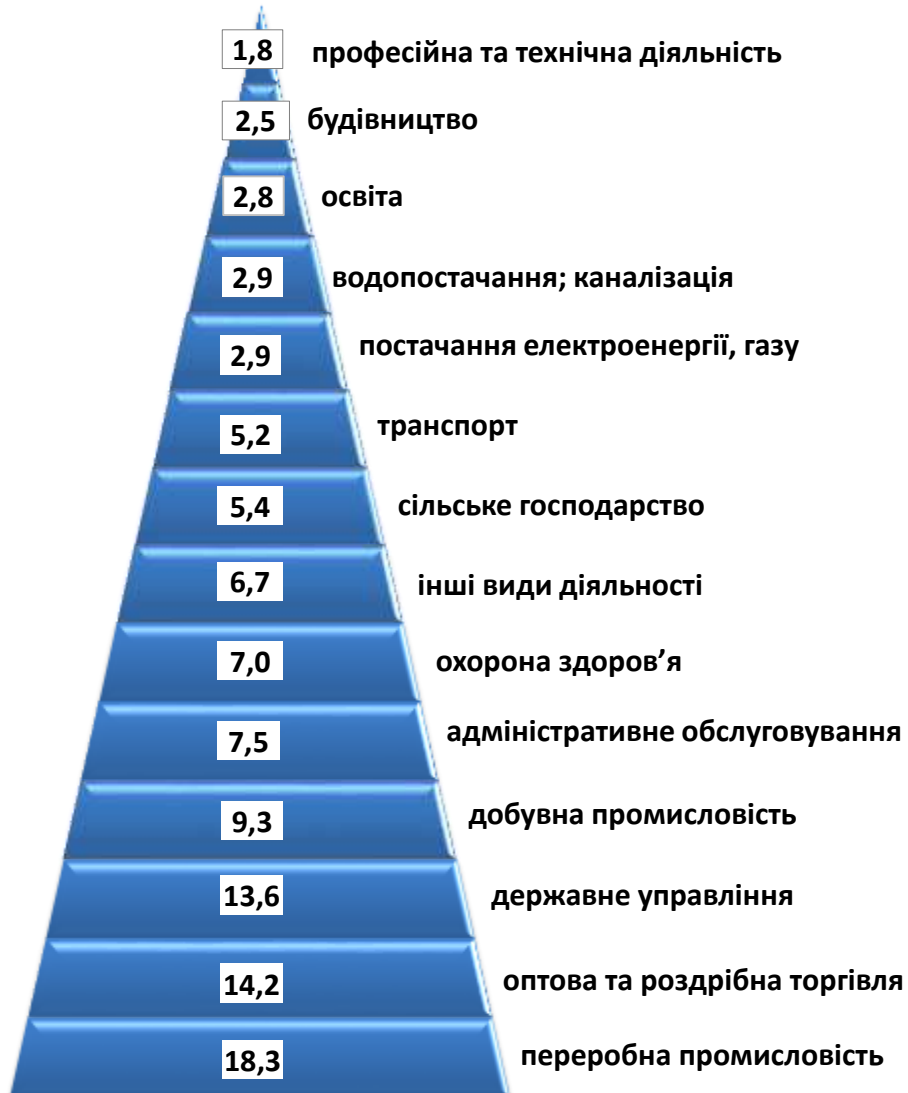 1,8 професійна та технічна діяльність
2,5 будівництво
2,8 освіта
2,9 водопостачання; каналізація
2,9 постачання електроенергії, газу
5,2 транспорт
5,4 сільське господарство
6,7 інші види діяльності
7,0 охорона здоров’я
7,5 адміністративне обслуговування
9,3 добувна промисловість
13,6 державне управління
14,2 оптова та роздрібна торгівля
18,3 переробна промисловість